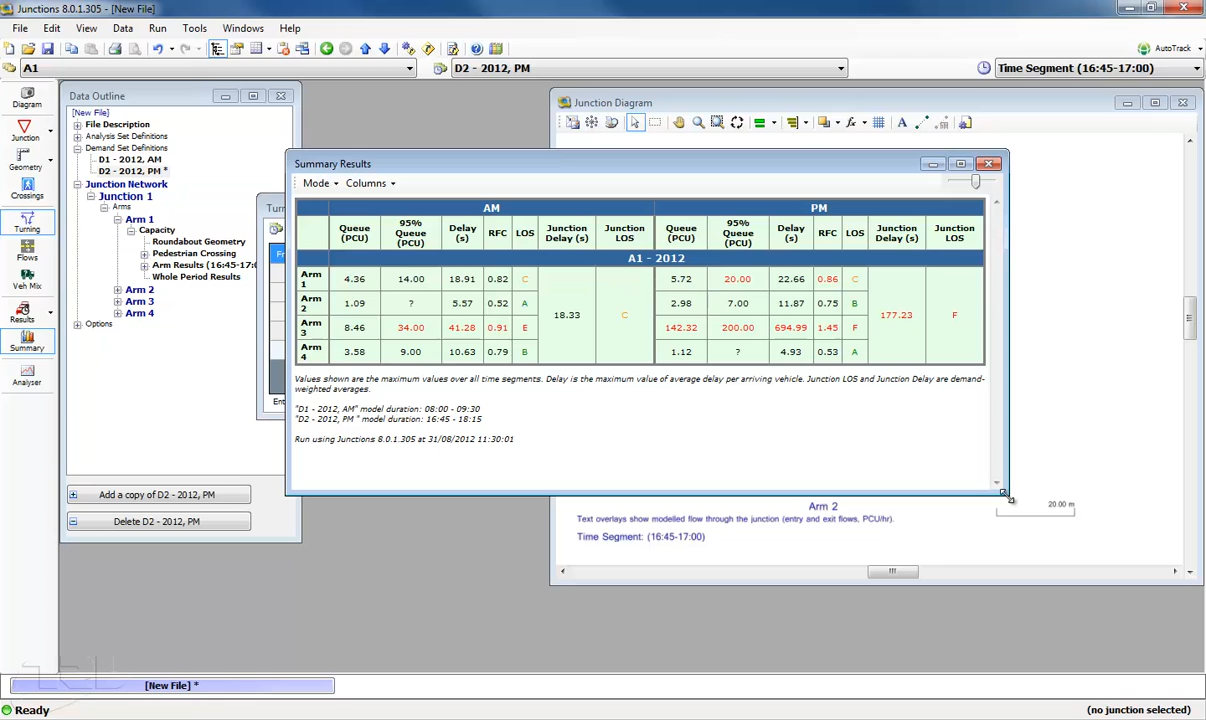 Junctions 8.0.1.305 - [New File]
File Edit View Data Run Tools Windows Help
AutoTrack
A1
D2 - 2012, PM
Time Segment (16:45-17:00)
Diagram
Junction
Geometry
Crossings
Turning
Flows
Veh Mix
Results
Summary
Analyser
Data Outline
[New File]
File Description
Analysis Set Definitions
Demand Set Definitions
D1 - 2012, AM
D2 - 2012, PM *
Junction Network
Junction 1
Arms
Arm 1
Capacity
Roundabout Geometry
Pedestrian Crossing
Arm Results (16:45-17:0
Whole Period Results
Arm 2
Arm 3
Arm 4
Options
Add a copy of D2 - 2012, PM
Delete D2 - 2012, PM
Turn
Fr
Ent
Junction Diagram
Summary Results
Mode Columns
AM PM
Queue (PCU) 95% Queue (PCU) Delay (s) RFC LOS Junction Delay (s) Junction LOS Queue (PCU) 95% Queue (PCU) Delay (s) RFC LOS Junction Delay (s) Junction LOS
A1 - 2012
Arm 1 4.36 14.00 18.91 0.82 C 18.33 C 5.72 20.00 22.66 0.86 C 177.23 F
Arm 2 1.09 ? 5.57 0.52 A 2.98 7.00 11.87 0.75 B
Arm 3 8.46 34.00 41.28 0.91 E 142.32 200.00 694.99 1.45 F
Arm 4 3.58 9.00 10.63 0.79 B 1.12 ? 4.93 0.53 A
Values shown are the maximum values over all time segments. Delay is the maximum value of average delay per arriving vehicle. Junction LOS and Junction Delay are demand-
weighted averages.
"D1 - 2012, AM" model duration: 08:00 - 09:30
"D2 - 2012, PM " model duration: 16:45 - 18:15
Run using Junctions 8.0.1.305 at 31/08/2012 11:30:01
Arm 2
20.00 m
Text overlays show modelled flow through the junction (entry and exit flows, PCU/hr).
Time Segment: (16:45-17:00)
[New File] *
Ready
(no junction selected)